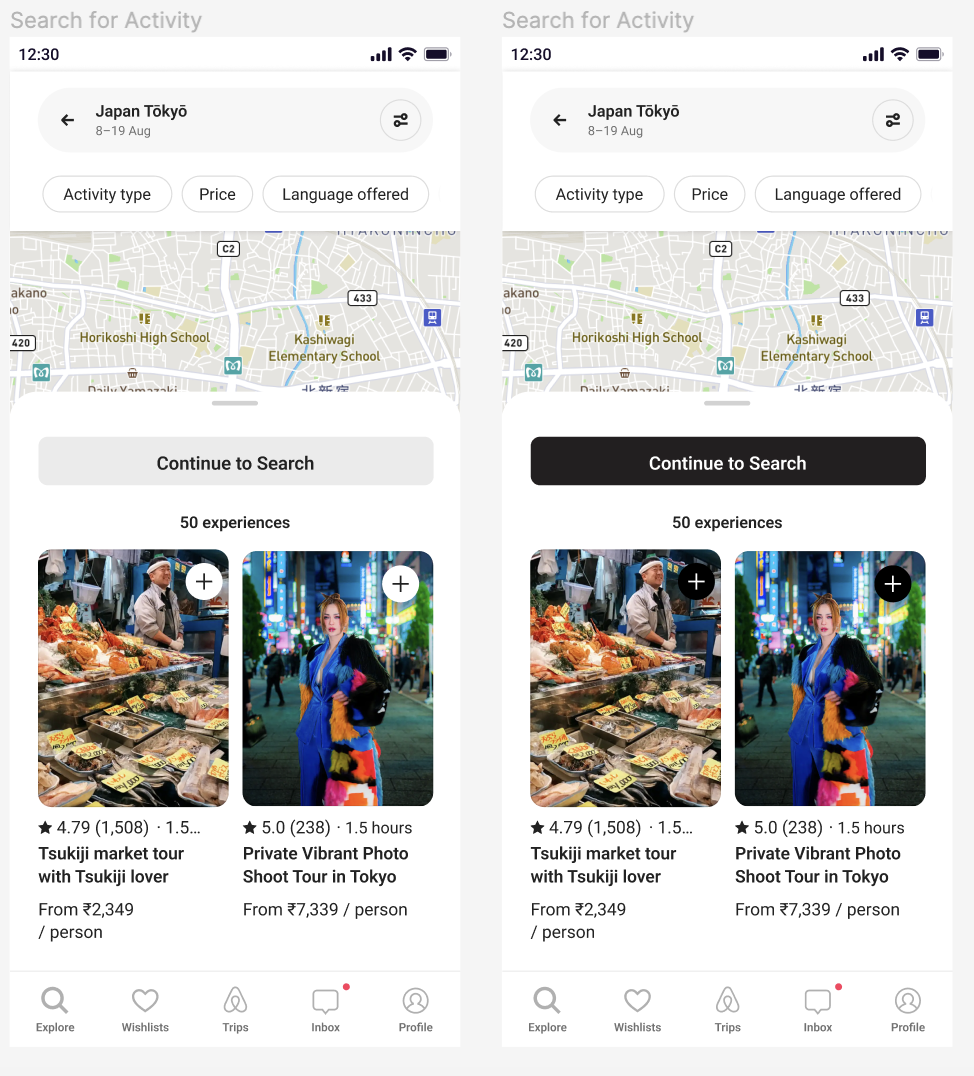 Search for Activity
12:30
Japan Tōkyō
8–19 Aug
Activity type
Price
Language offered
C2
433
akano
no
Horikoshi High School
Kashiwagi
Elementary School
420
Daily Yamazaki
北新宿
Continue to Search
50 experiences
4.79 (1,508) · 1.5...
Tsukiji market tour
with Tsukiji lover
From ₹2,349
/ person
5.0 (238) · 1.5 hours
Private Vibrant Photo
Shoot Tour in Tokyo
From ₹7,339 / person
Explore
Wishlists
Trips
Inbox
Profile
Search for Activity
12:30
Japan Tōkyō
8–19 Aug
Activity type
Price
Language offered
C2
433
akano
no
Horikoshi High School
Kashiwagi
Elementary School
420
Daily Yamazaki
北新宿
Continue to Search
50 experiences
4.79 (1,508) · 1.5...
Tsukiji market tour
with Tsukiji lover
From ₹2,349
/ person
5.0 (238) · 1.5 hours
Private Vibrant Photo
Shoot Tour in Tokyo
From ₹7,339 / person
Explore
Wishlists
Trips
Inbox
Profile